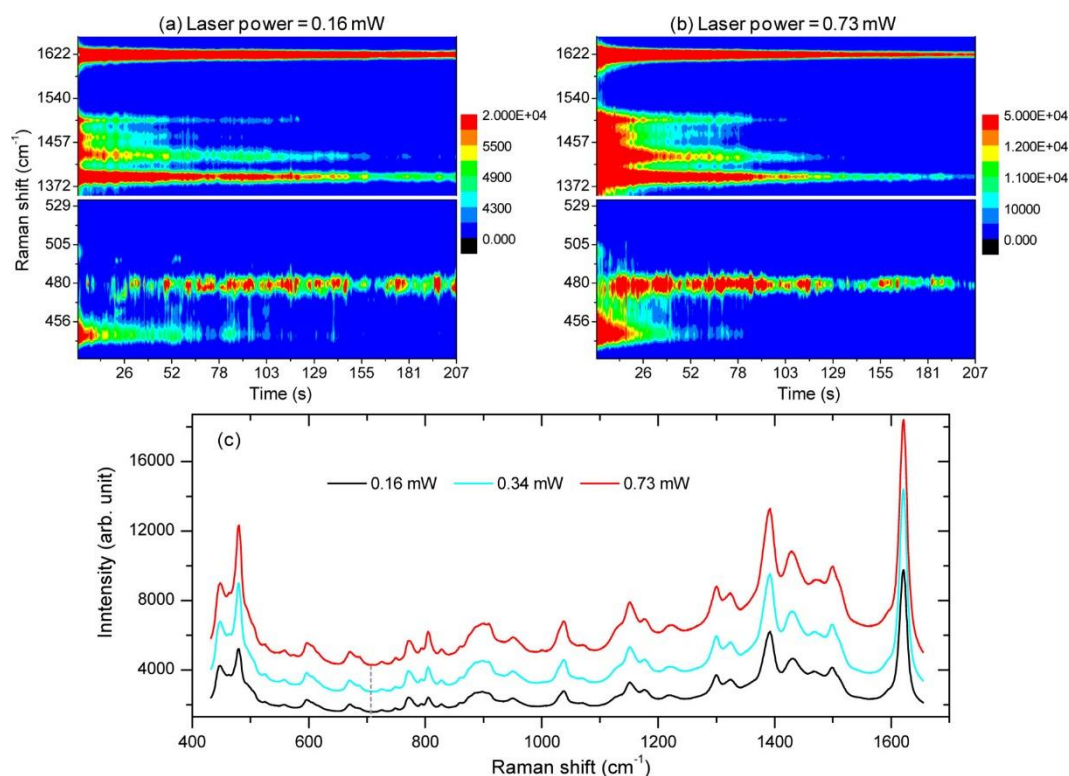 (a) Laser power = 0.16 mW
(b) Laser power = 0.73 mW
Raman shift (cm⁻¹)
1622
1540
1457
1372
529
505
480
456
26 52 78 103 129 155 181 207
Time (s)
2.000E+04
5500
4900
4300
0.000
1622
1540
1457
1372
529
505
480
456
26 52 78 103 129 155 181 207
Time (s)
5.000E+04
1.200E+04
1.100E+04
10000
0.000
(c)
0.16 mW 0.34 mW 0.73 mW
Inntensity (arb. unit)
16000
12000
8000
4000
400 600 800 1000 1200 1400 1600
Raman shift (cm⁻¹)